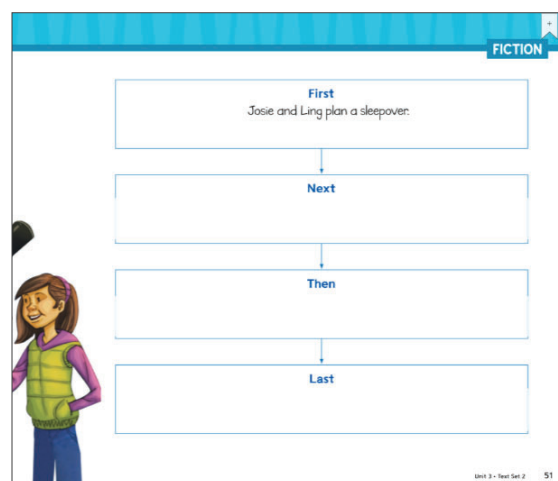 FICTION
First
Josie and Ling plan a sleepover.
Next
Then
Last
Unit 3 • Text Set 2 51